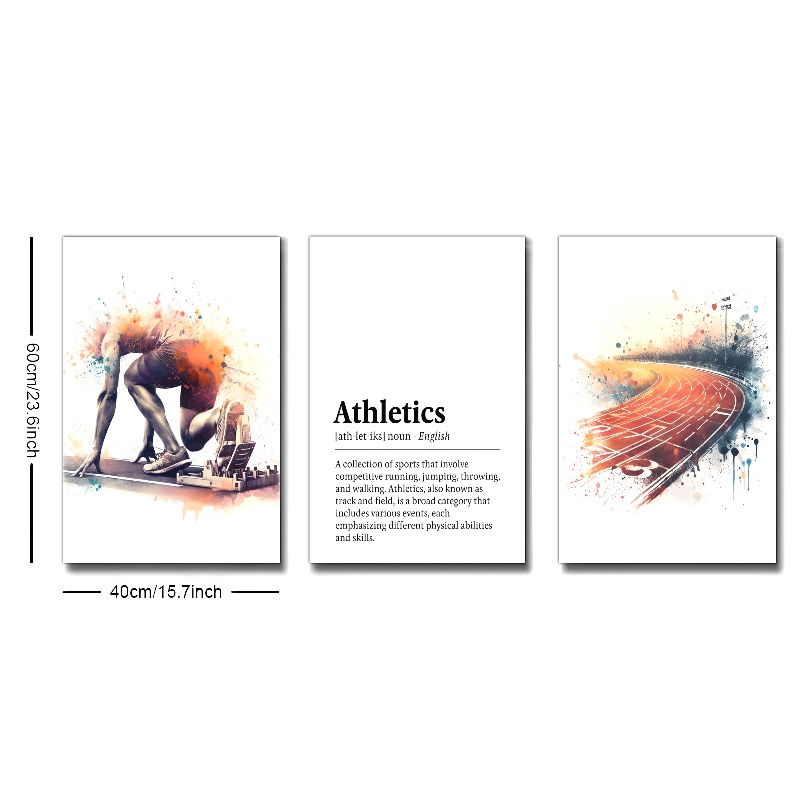 60cm/23.6inch
Athletics
[ath·let·iks] noun · English
A collection of sports that involve
competitive running, jumping, throwing,
and walking. Athletics, also known as
track and field, is a broad category that
includes various events, each
emphasizing different physical abilities
and skills.
40cm/15.7inch